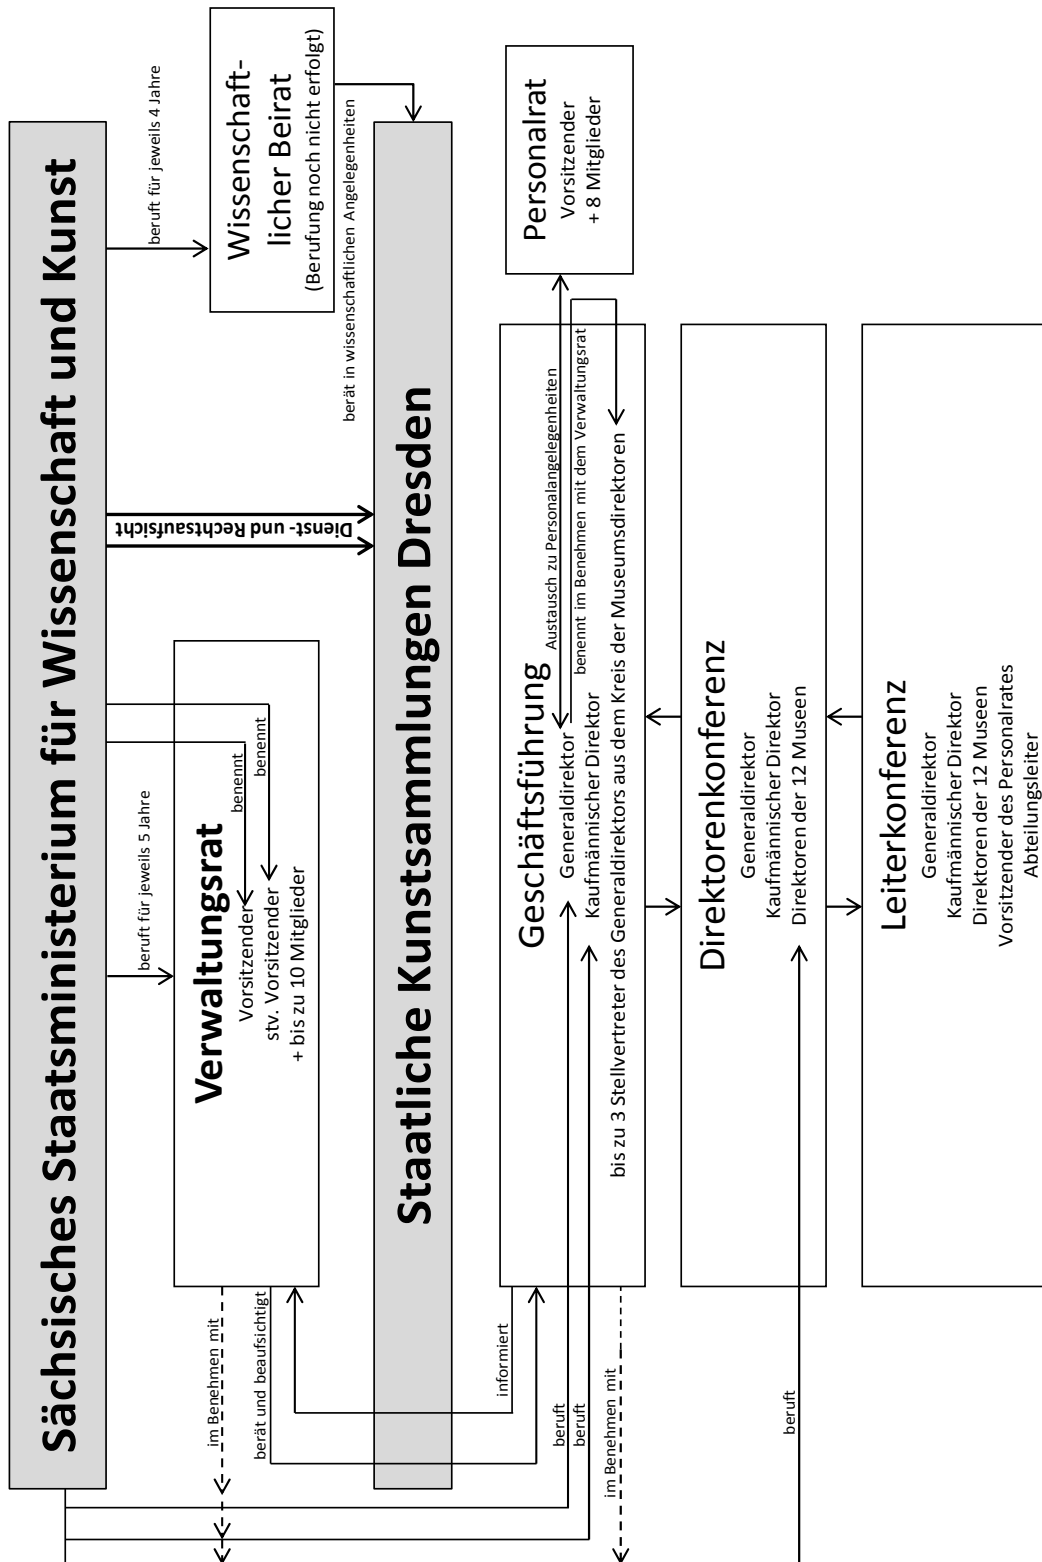 Sächsisches Staatsministerium für Wissenschaft und Kunst
beruft für jeweils 5 Jahre
beruft für jeweils 4 Jahre
Verwaltungsrat
Vorsitzender
stv. Vorsitzender
+ bis zu 10 Mitglieder
benennt
benennt
Dienst- und Rechtsaufsicht
Wissenschaft-
licher Beirat
(Berufung noch nicht erfolgt)
berät in wissenschaftlichen Angelegenheiten
im Benehmen mit
berät und beaufsichtigt
Staatliche Kunstsammlungen Dresden
informiert
beruft
beruft
im Benehmen mit
Geschäftsführung
Generaldirektor
Kaufmännischer Direktor
bis zu 3 Stellvertreter des Generaldirektors aus dem Kreis der Museumsdirektoren
Austausch zu Personalangelegenheiten
benennt im Benehmen mit dem Verwaltungsrat
Personalrat
Vorsitzender
+ 8 Mitglieder
Direktorenkonferenz
Generaldirektor
Kaufmännischer Direktor
Direktoren der 12 Museen
beruft
Leiterkonferenz
Generaldirektor
Kaufmännischer Direktor
Direktoren der 12 Museen
Vorsitzender des Personalrates
Abteilungsleiter